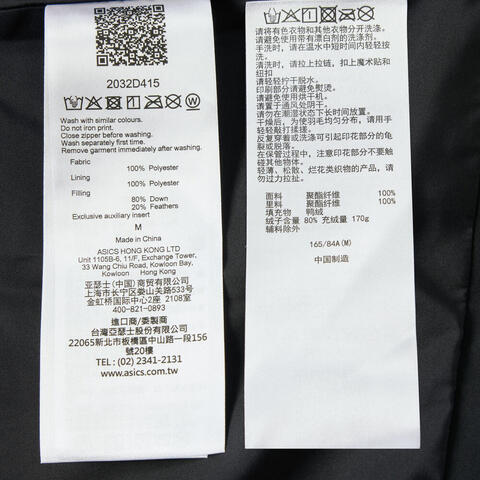 2032D415
Wash with similar colours.
Do not iron print.
Close zipper before washing.
Wash separately first time.
Remove garment immediately after washing.
Fabric
100% Polyester
Lining
100% Polyester
Filling
80% Down
20% Feathers
Exclusive auxiliary insert
M
Made in China
ASICS HONG KONG LTD
Unit 1105B-6, 11/F, Exchange Tower,
33 Wang Chiu Road, Kowloon Bay,
Kowloon Hong Kong
亚瑟士(中国)商贸有限公司
上海市长宁区娄山关路533号
金虹桥国际中心2座 2108室
400-821-0893
進口商/委製商
台灣亞瑟士股份有限公司
22065新北市板橋區中山路一段156
號20樓
TEL: (02) 2341-2131
www.asics.com.tw
请将有色衣物和其他衣物分开洗涤。
请避免使用带有漂白剂的洗涤剂。
手洗时，请在温水中短时间内轻轻按
洗。
清洗时，请拉上拉链，扣上魔术贴和
纽扣
请轻轻拧干脱水。
印刷部分请避免熨烫。
请避免使用烘干机。
请置于通风处阴干。
请勿在潮湿状态下长时间放置。
干燥后，为使羽毛均匀分布，请用手
轻轻敲打揉搓。
反复穿着或洗涤可引起印花部分的龟
裂或脱落。
在保管过程中，注意印花部分不要触
碰其他衣物。
轻薄、松散、烂花类织物的产品，请
勿过力拉扯。
面料 聚酯纤维 100%
里料 聚酯纤维 100%
填充物 鸭绒
绒子含量 80% 充绒量 170g
辅料除外
165/84A (M)
中国制造